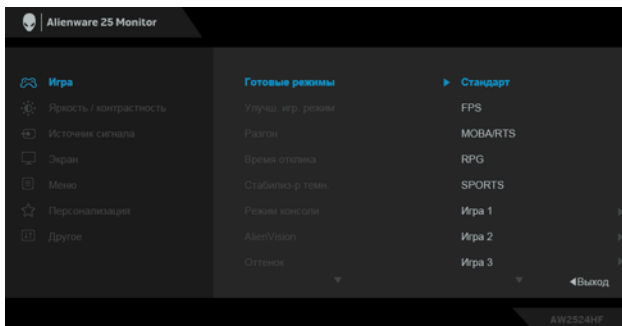 Alienware 25 Monitor
Игра
Готовые режимы
Стандарт
Яркость / контрастность
Улучш. игр. режим
FPS
Источник сигнала
Разгон
MOBA/RTS
Экран
Время отклика
RPG
Меню
Стабилиз-р темн
SPORTS
Персонализация
Режим консоли
Игра 1
Другое
AlienVision
Игра 2
Оттенок
Игра 3
Выход
AW2524HF